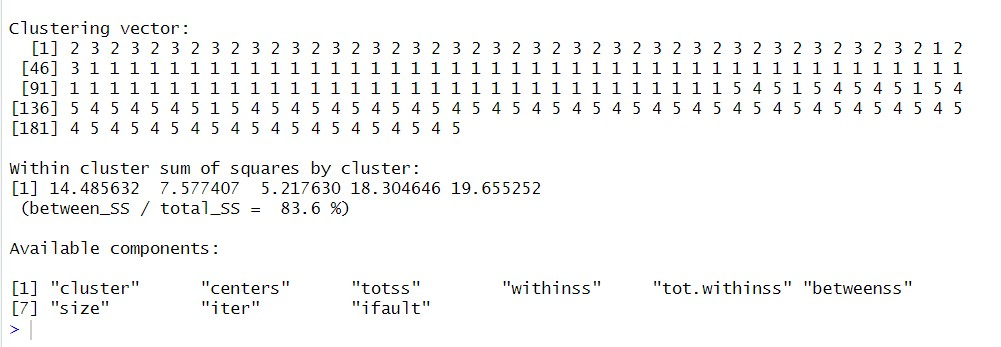 Clustering vector:
[1] 2 3 2 3 2 3 2 3 2 3 2 3 2 3 2 3 2 3 2 3 2 3 2 3 2 3 2 3 2 3 2 3 2 3 2 3 2 3 2 3 2 3 2 1 2
[46] 3 1 1 1 1 1 1 1 1 1 1 1 1 1 1 1 1 1 1 1 1 1 1 1 1 1 1 1 1 1 1 1 1 1 1 1 1 1 1 1 1 1 1 1 1
[91] 1 1 1 1 1 1 1 1 1 1 1 1 1 1 1 1 1 1 1 1 1 1 1 1 1 1 1 1 1 1 1 1 1 5 4 5 1 5 4 5 4 5 1 5 4
[136] 5 4 5 4 5 4 5 1 5 4 5 4 5 4 5 4 5 4 5 4 5 4 5 4 5 4 5 4 5 4 5 4 5 4 5 4 5 4 5 4 5 4 5 4 5
[181] 4 5 4 5 4 5 4 5 4 5 4 5 4 5 4 5 4 5 4 5
Within cluster sum of squares by cluster:
[1] 14.485632 7.577407 5.217630 18.304646 19.655252
(between_SS / total_SS = 83.6 %)
Available components:
[1] "cluster" "centers" "totss" "withinss" "tot.withinss" "betweenss"
[7] "size" "iter" "ifault"
>